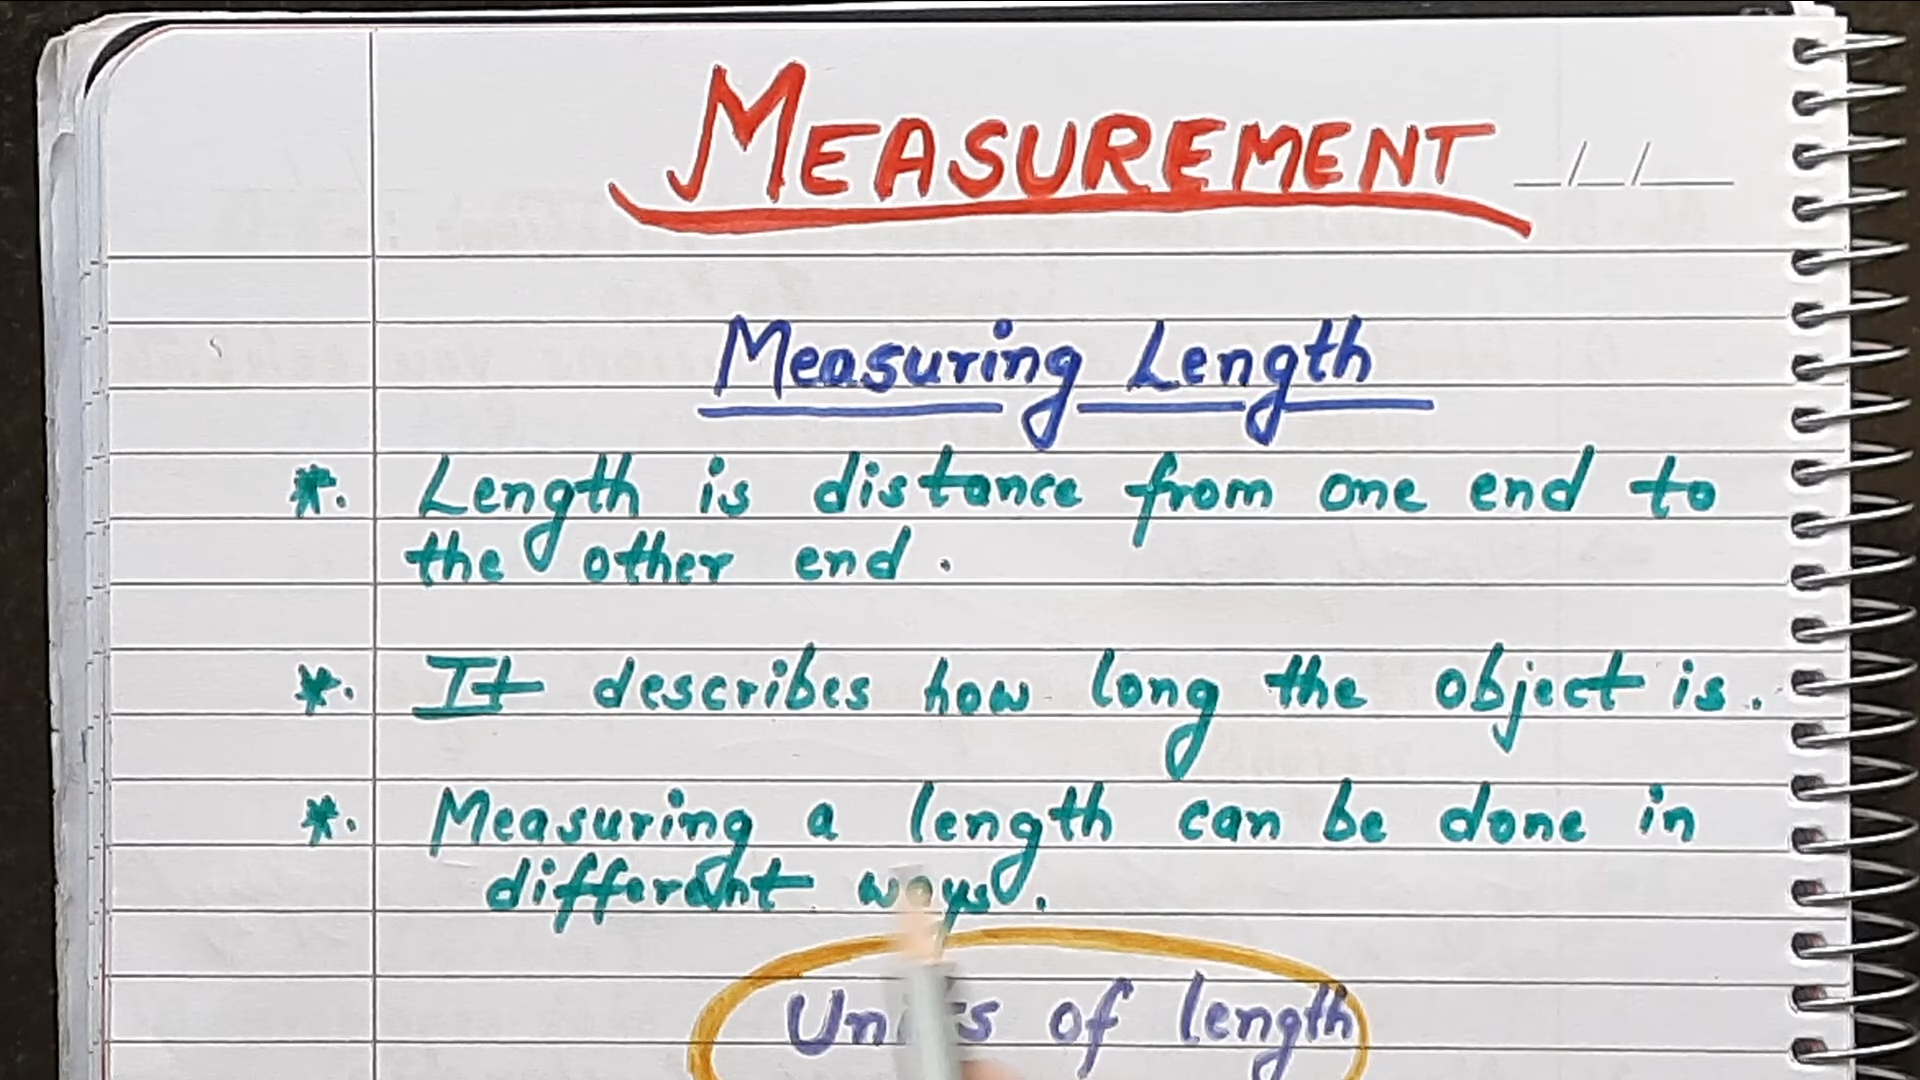 MEASUREMENT
Measuring Length
*. Length is distance from one end to
the other end.
*. It describes how long the object is.
*. Measuring a length can be done in
different ways.
Units of length